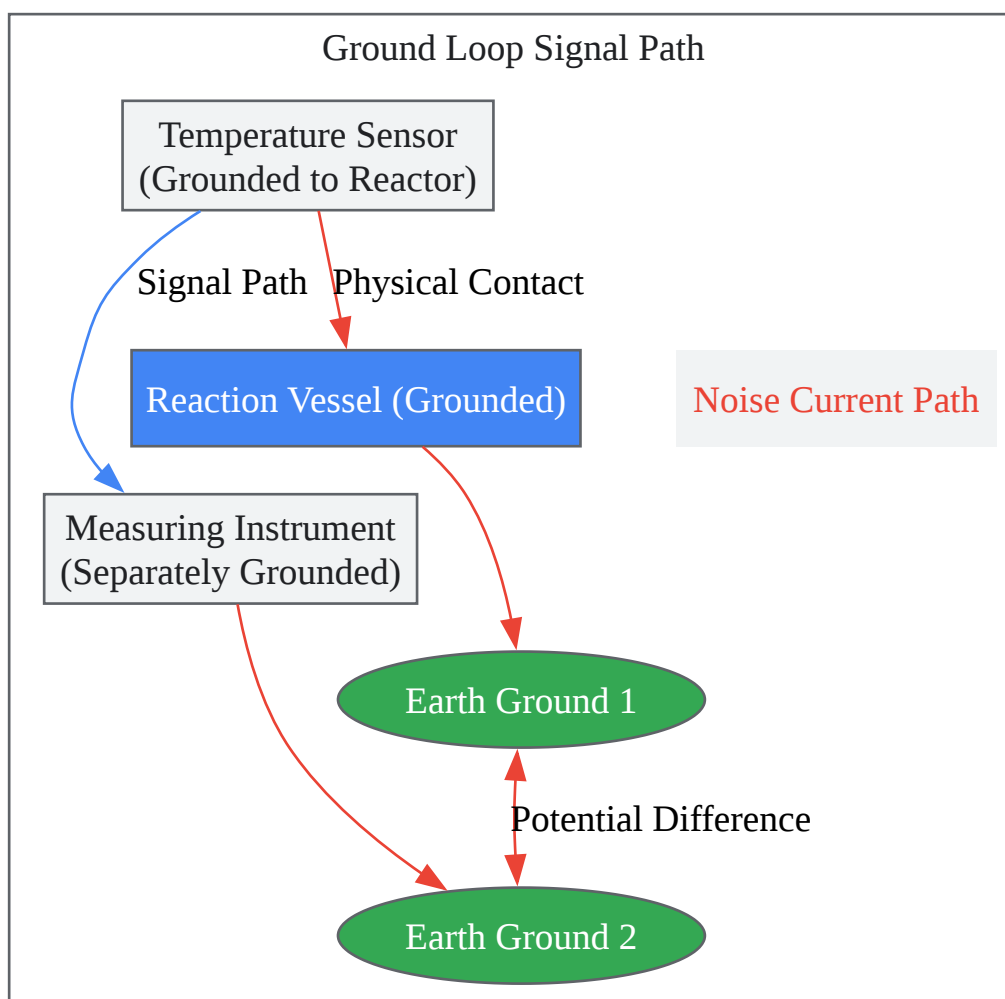 Ground Loop Signal Path
Temperature Sensor
(Grounded to Reactor)
Signal Path
Physical Contact
Reaction Vessel (Grounded)
Noise Current Path
Measuring Instrument
(Separately Grounded)
Earth Ground 1
Potential Difference
Earth Ground 2